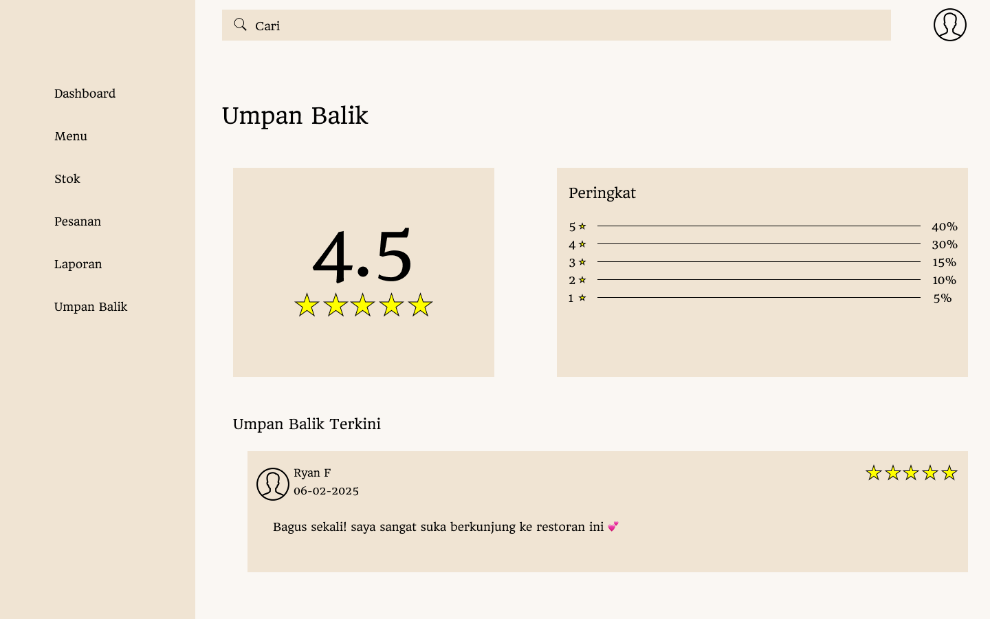 Cari
Dashboard
Menu
Stok
Pesanan
Laporan
Umpan Balik
Umpan Balik
4.5
Peringkat
5 40%
4 30%
3 15%
2 10%
1 5%
Umpan Balik Terkini
Ryan F
06-02-2025
Bagus sekali! saya sangat suka berkunjung ke restoran ini 💕